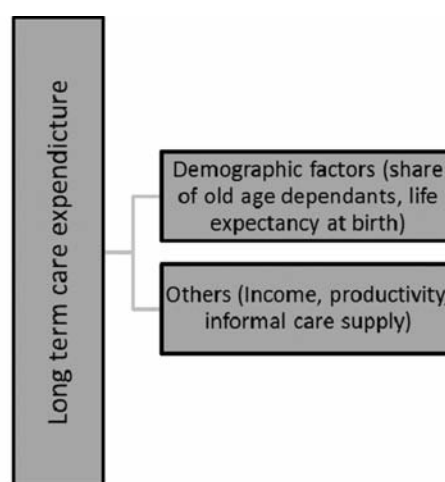 Long term care expendicture
Demographic factors (share
of old age dependants, life
expectancy at birth)
Others (Income, productivity,
informal care supply)